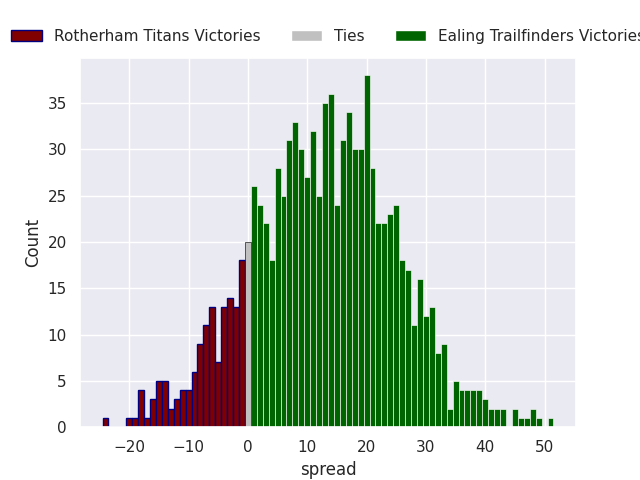 Rotherham Titans Victories Ties Ealing Trailfinders Victories
35
30
25
20
15
10
5
0
Count
−20 −10 0 10 20 30 40 50
spread